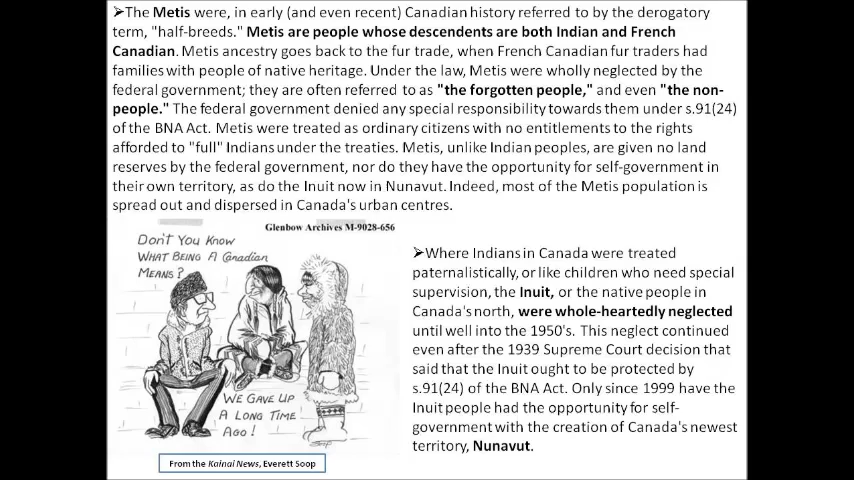 ➢The Metis were, in early (and even recent) Canadian history referred to by the derogatory
term, "half-breeds." Metis are people whose descendents are both Indian and French
Canadian. Metis ancestry goes back to the fur trade, when French Canadian fur traders had
families with people of native heritage. Under the law, Metis were wholly neglected by the
federal government; they are often referred to as "the forgotten people," and even "the non-
people." The federal government denied any special responsibility towards them under s.91(24)
of the BNA Act. Metis were treated as ordinary citizens with no entitlements to the rights
afforded to "full" Indians under the treaties. Metis, unlike Indian peoples, are given no land
reserves by the federal government, nor do they have the opportunity for self-government in
their own territory, as do the Inuit now in Nunavut. Indeed, most of the Metis population is
spread out and dispersed in Canada's urban centres.
Glenbow Archives M-9028-656
DON'T YOU KNOW
WHAT BEING A Canadian
MEANS?
WE GAVE UP
A LONG TIME
AGO!
From the Kainai News, Everett Soop
➢Where Indians in Canada were treated
paternalistically, or like children who need special
supervision, the Inuit, or the native people in
Canada's north, were whole-heartedly neglected
until well into the 1950's. This neglect continued
even after the 1939 Supreme Court decision that
said that the Inuit ought to be protected by
s.91(24) of the BNA Act. Only since 1999 have the
Inuit people had the opportunity for self-
government with the creation of Canada's newest
territory, Nunavut.